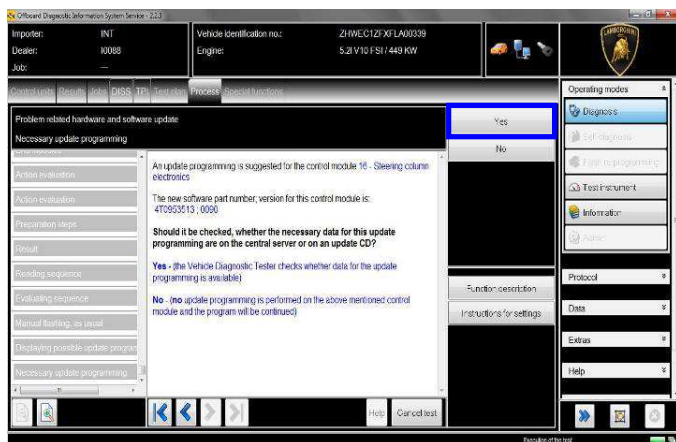 Offboard Diagnostic Information System Service - 2.2.3
Importer: INT
Dealer: I0088
Job: ---
Vehicle identification no.: ZHWEC1ZFXFLA00339
Engine: 5.2l V10 FSI / 449 KW
LAMBORGHINI
Control units Results Jobs DISS TPI Test plan Process Special functions
Problem related hardware and software update
Necessary update programming
Action evaluation
Action evaluation
Preparation steps
Result
Reading sequence
Evaluating sequence
Manual flashing, as usual
Displaying possible update program
Necessary update programming
An update programming is suggested for the control module 16 - Steering column
electronics
The new software part number; version for this control module is:
4T0953513 ; 0090
Should it be checked, whether the necessary data for this update
programming are on the central server or on an update CD?
Yes - (the Vehicle Diagnostic Tester checks whether data for the update
programming is available)
No - (no update programming is performed on the above mentioned control
module and the program will be continued)
Help
Cancel test
Yes
No
Function description
Instructions for settings
Operating modes
Diagnosis
Self-diagnosis
Flash re-programming
Test instrument
Information
Admin
Protocol
Data
Extras
Help
Execution of the test